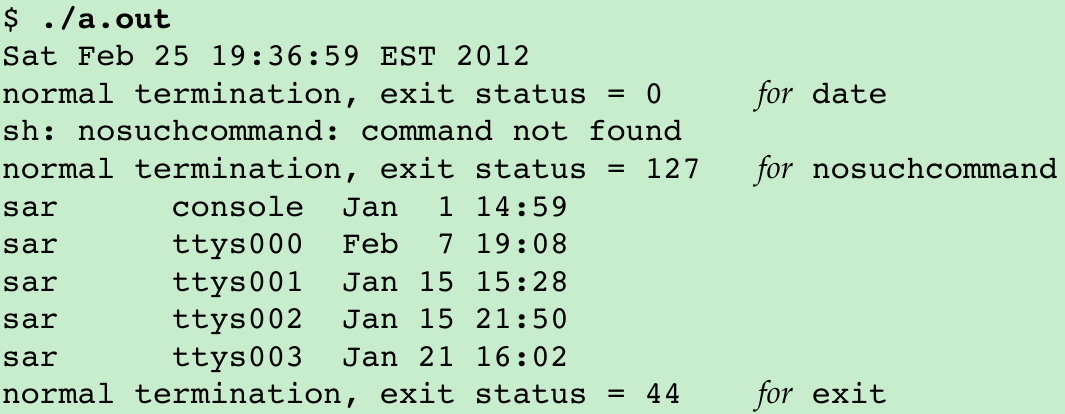 $ ./a.out
Sat Feb 25 19:36:59 EST 2012
normal termination, exit status = 0 for date
sh: nosuchcommand: command not found
normal termination, exit status = 127 for nosuchcommand
sar console Jan 1 14:59
sar ttys000 Feb 7 19:08
sar ttys001 Jan 15 15:28
sar ttys002 Jan 15 21:50
sar ttys003 Jan 21 16:02
normal termination, exit status = 44 for exit